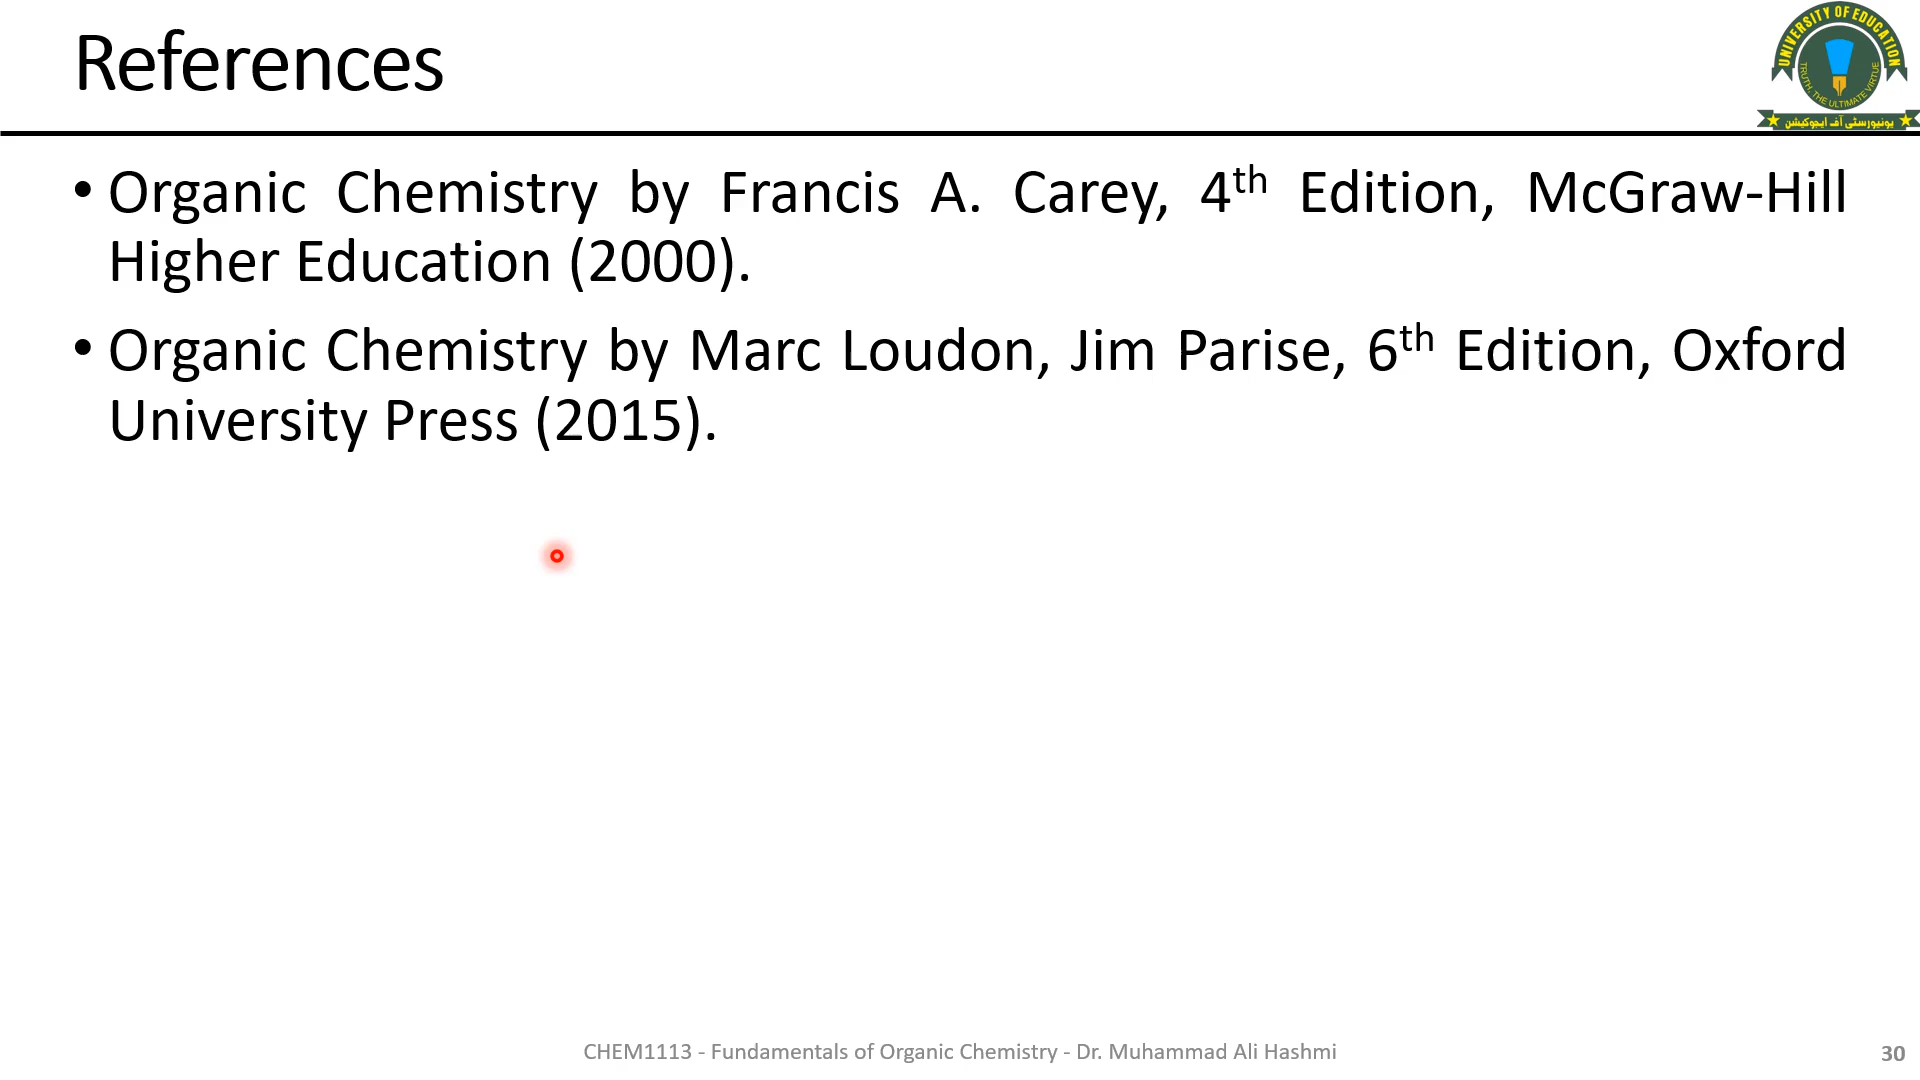 References
UNIVERSITY OF EDUCATION
TRUTH, THE ULTIMATE VIRTUE
یونیورسٹی آف ایجوکیشن
• Organic Chemistry by Francis A. Carey, 4th Edition, McGraw-Hill
Higher Education (2000).
• Organic Chemistry by Marc Loudon, Jim Parise, 6th Edition, Oxford
University Press (2015).
CHEM1113 - Fundamentals of Organic Chemistry - Dr. Muhammad Ali Hashmi
30